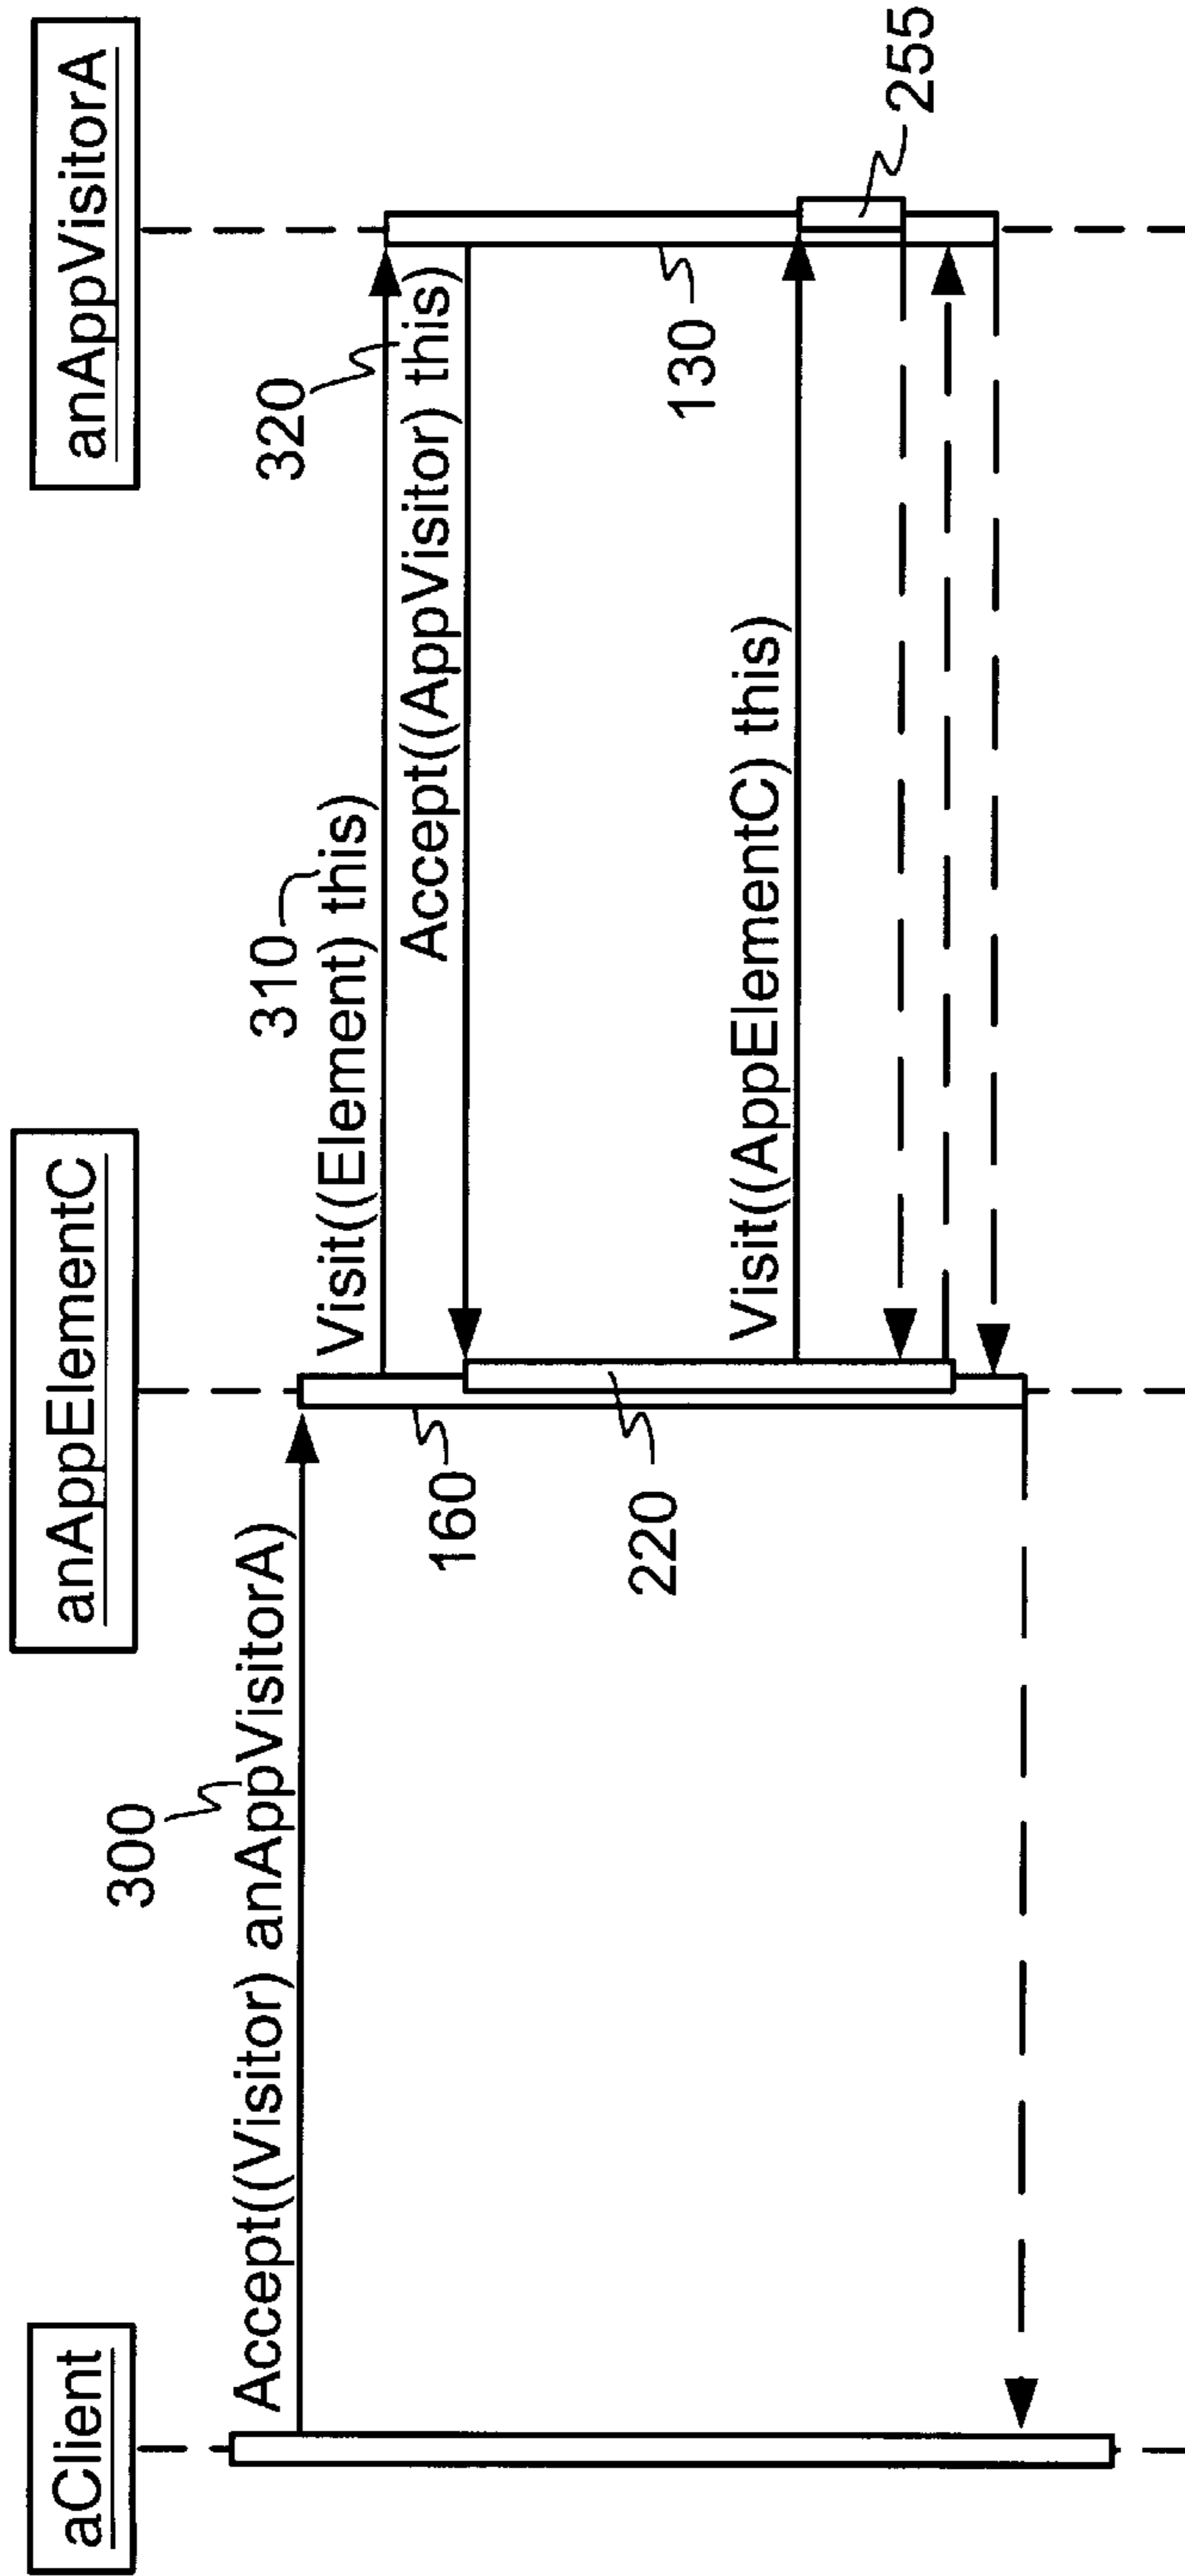 aClient
anAppElementC
anAppVisitorA
300
Accept((Visitor) anAppVisitorA)
310
Visit((Element) this)
320
Accept((AppVisitor) this)
160
220
130
Visit((AppElementC) this)
255